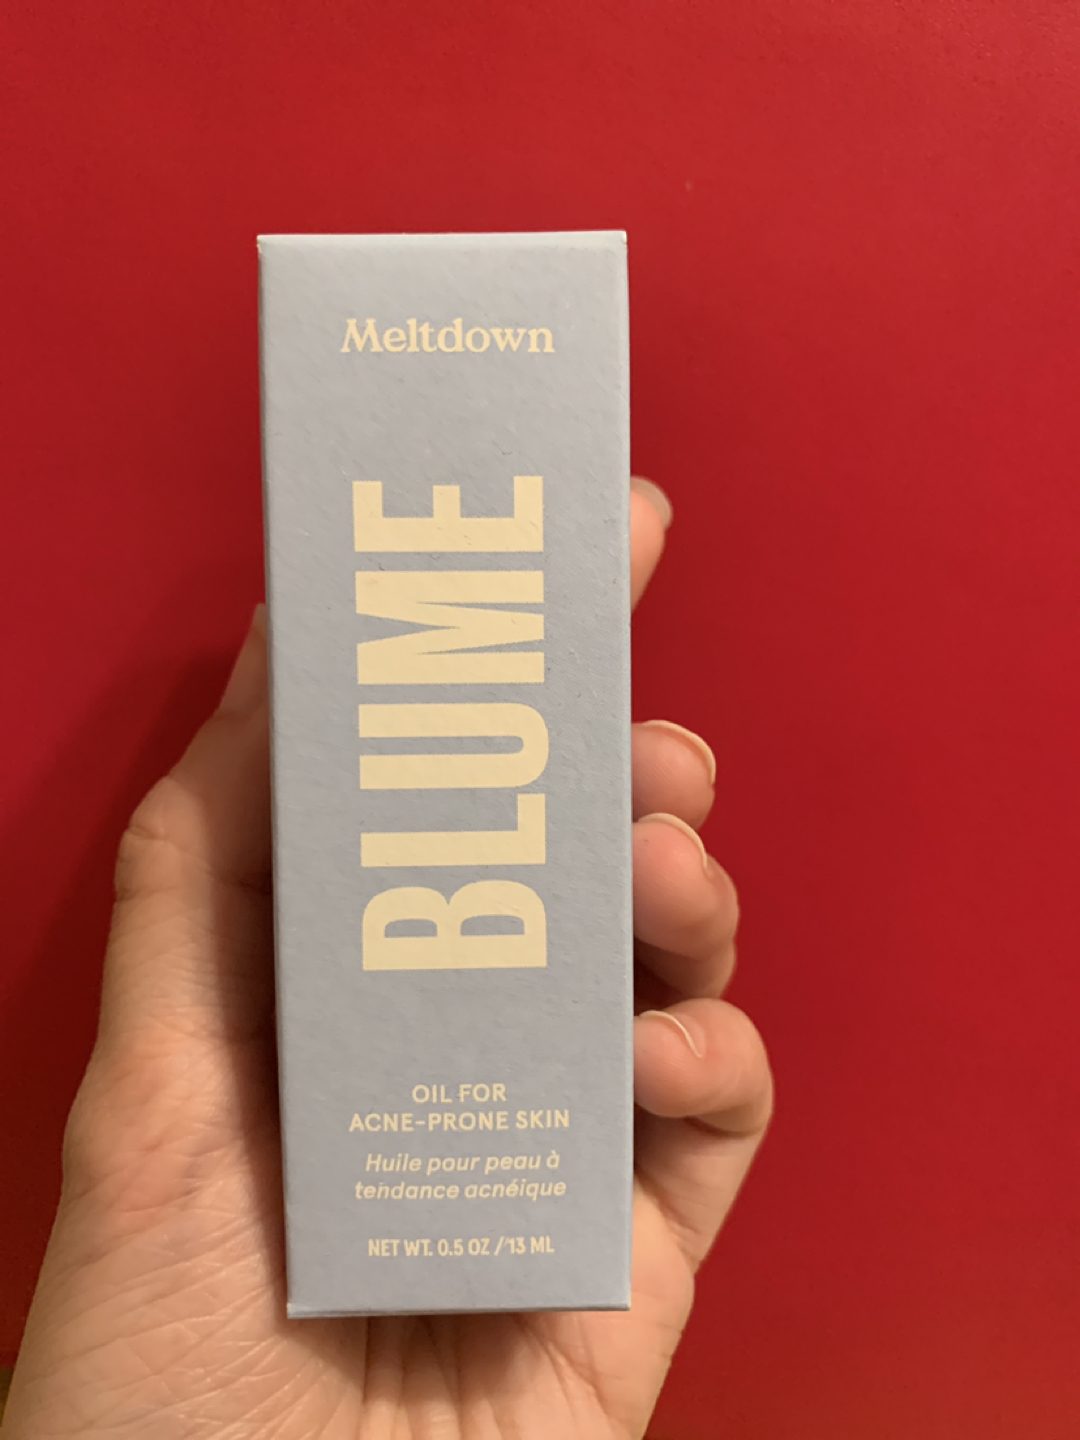 Meltdown
BLUME
OIL FOR
ACNE-PRONE SKIN
Huile pour peau à
tendance acnéique
NET WT. 0.5 OZ / 13 ML